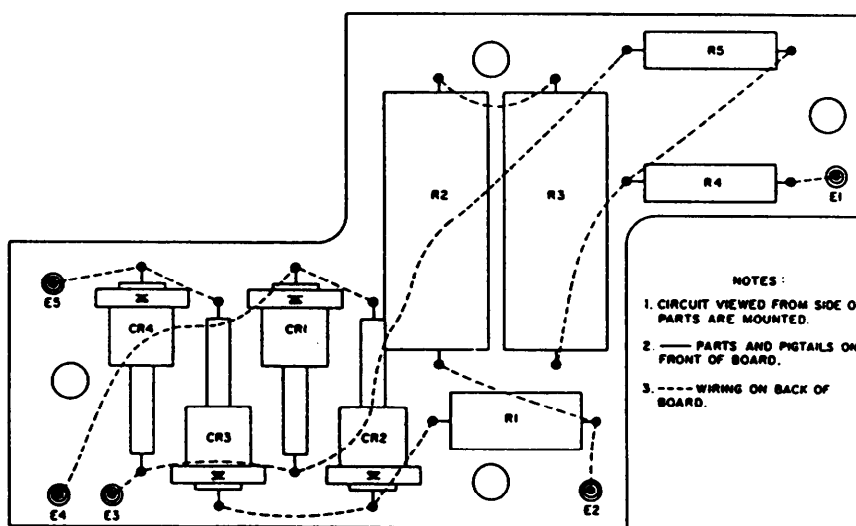 R5
R2
R3
R4
E1
E5
CR4
CR1
CR3
CR2
R1
E4
E3
E2
NOTES :
1. CIRCUIT VIEWED FROM SIDE O
PARTS ARE MOUNTED.
2. —— PARTS AND PIGTAILS ON
FRONT OF BOARD.
3. ---- WIRING ON BACK OF
BOARD.